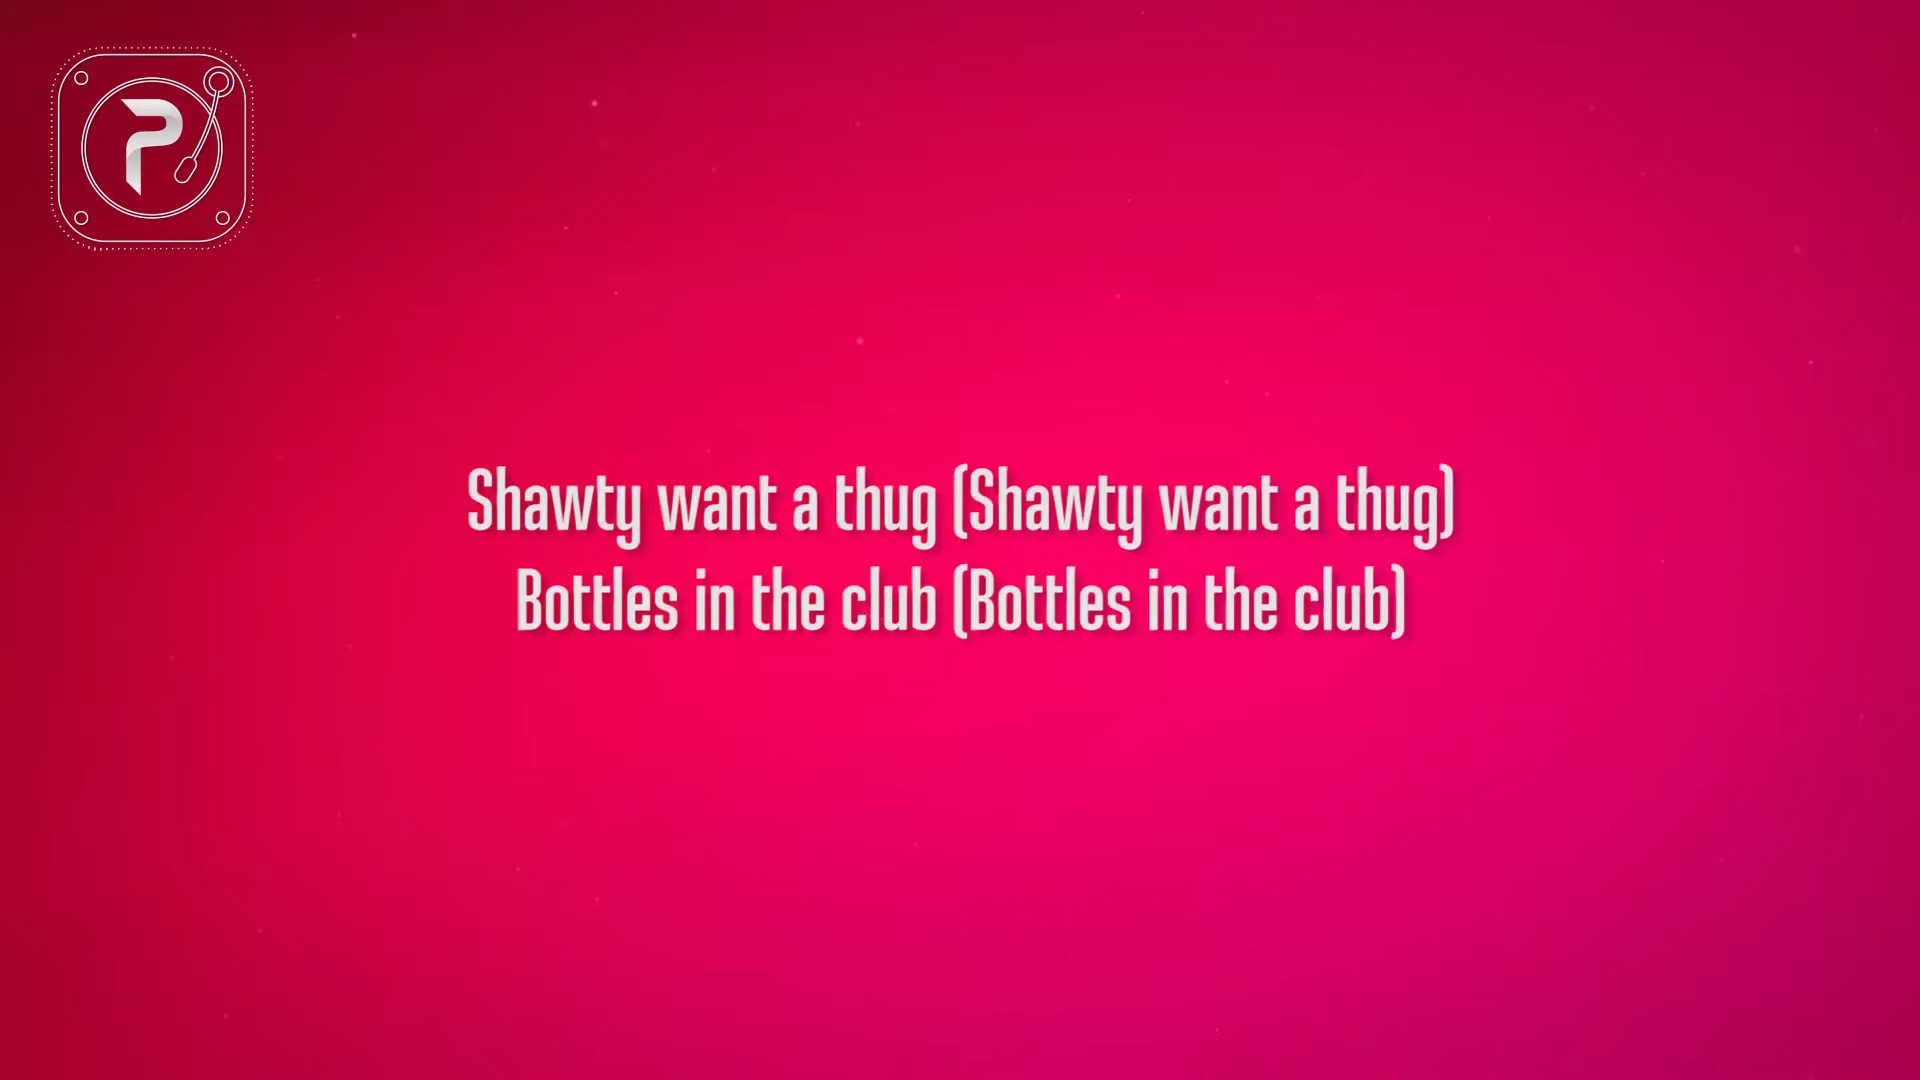 P
Shawty want a thug (Shawty want a thug)
Bottles in the club (Bottles in the club)